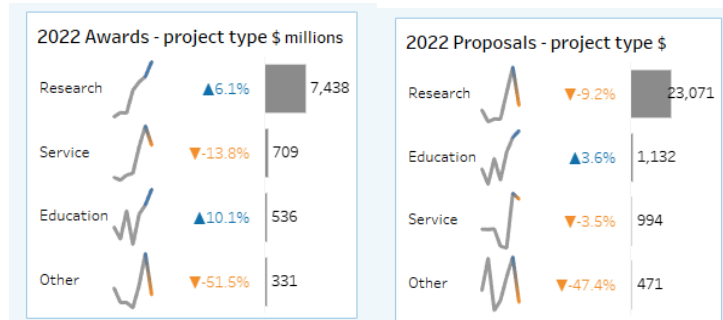 2022 Awards - project type $ millions
Research ▲6.1% 7,438
Service ▼-13.8% 709
Education ▲10.1% 536
Other ▼-51.5% 331
2022 Proposals - project type $
Research ▼-9.2% 23,071
Education ▲3.6% 1,132
Service ▼-3.5% 994
Other ▼-47.4% 471